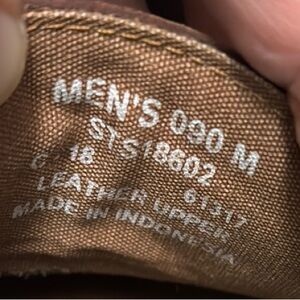 MEN'S 090 M
STS18602
C 18 61317
LEATHER UPPER
MADE IN INDONESIA